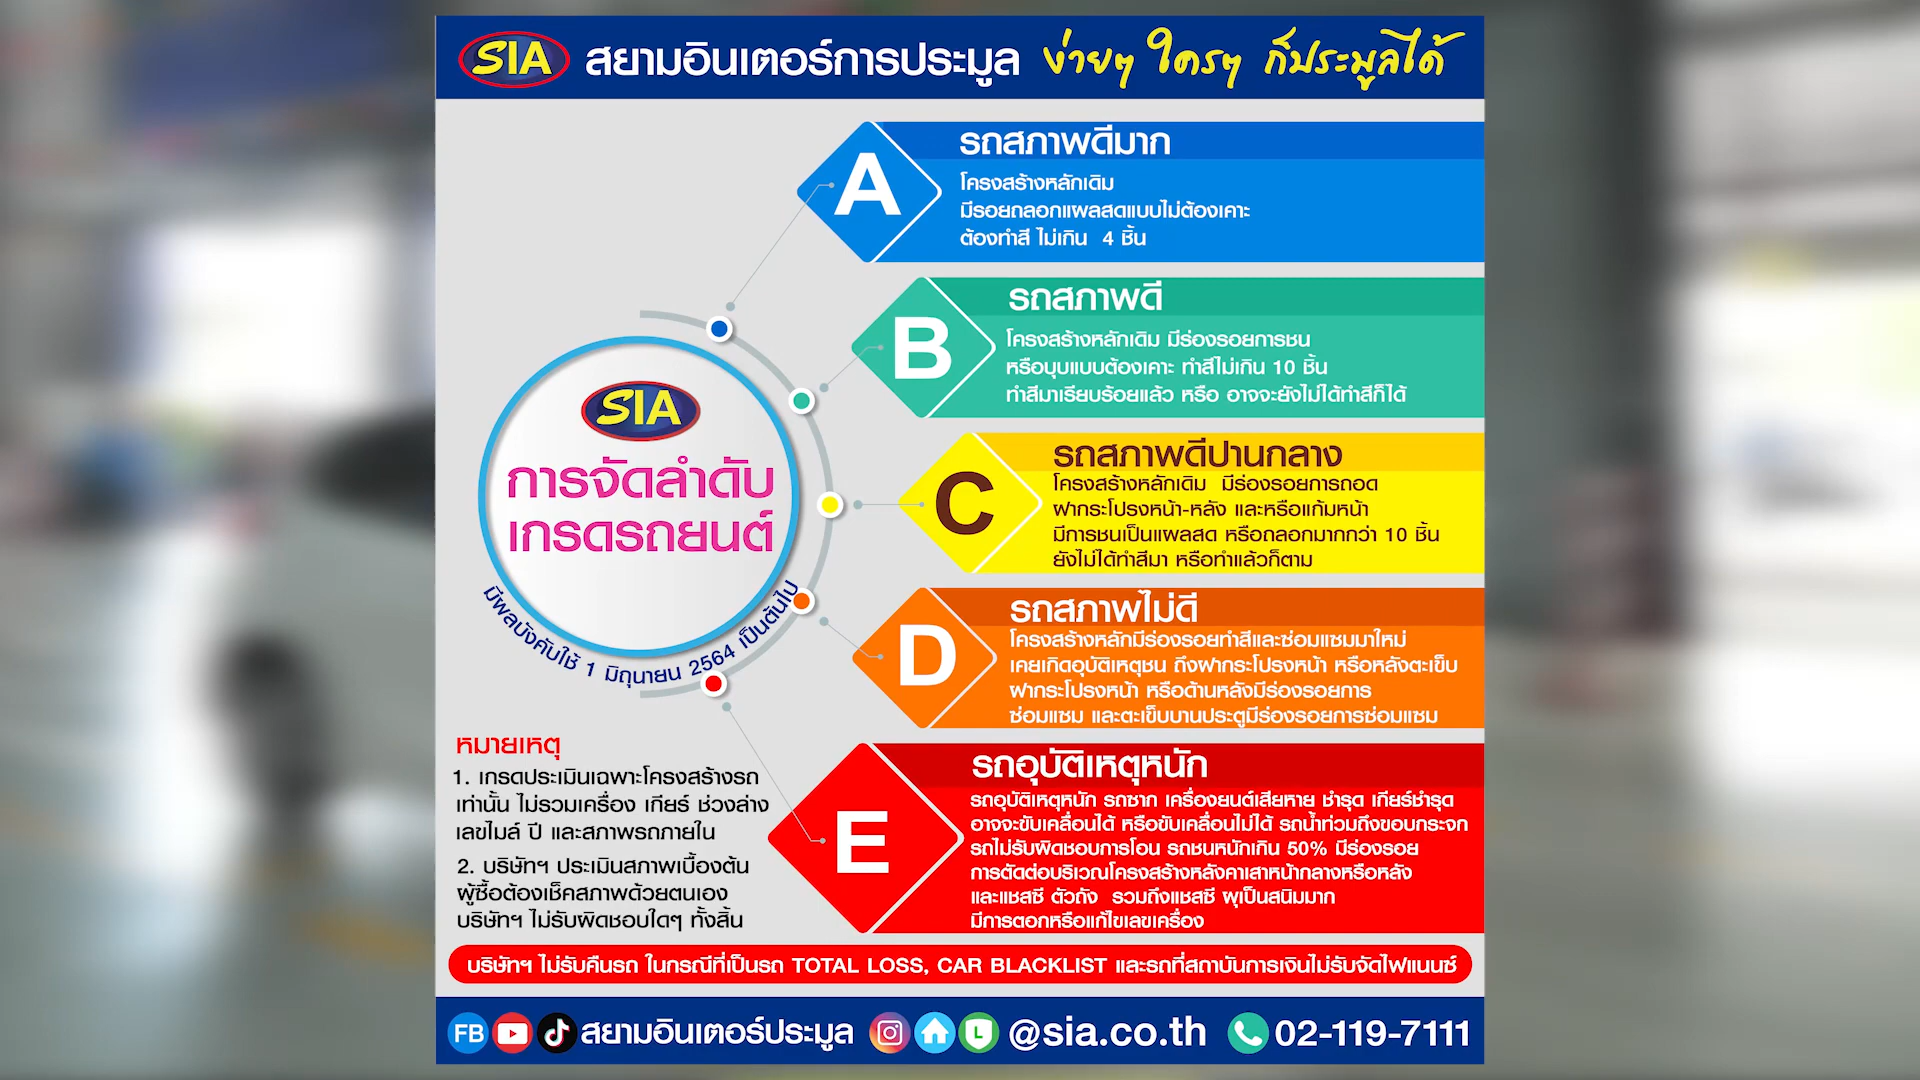 SIA สยามอินเตอร์การประมูล ง่ายๆ ใครๆ ก็ประมูลได้
A
รถสภาพดีมาก
โครงสร้างหลักเดิม
มีรอยถลอกแผลสดแบบไม่ต้องเคาะ
ต้องทำสี ไม่เกิน 4 ชิ้น
B
รถสภาพดี
โครงสร้างหลักเดิม มีร่องรอยการชน
หรือบุบแบบต้องเคาะ ทำสีไม่เกิน 10 ชิ้น
ทำสีมาเรียบร้อยแล้ว หรือ อาจจะยังไม่ได้ทำสีก็ได้
C
รถสภาพดีปานกลาง
โครงสร้างหลักเดิม มีร่องรอยการถอด
ฝากระโปรงหน้า-หลัง และหรือแก้มหน้า
มีการชนเป็นแผลสด หรือถลอกมากกว่า 10 ชิ้น
ยังไม่ได้ทำสีมา หรือทำแล้วก็ตาม
D
รถสภาพไม่ดี
โครงสร้างหลักมีร่องรอยทำสีและซ่อมแซมมาใหม่
เคยเกิดอุบัติเหตุชน ถึงฝากระโปรงหน้า หรือหลังตะเข็บ
ฝากระโปรงหน้า หรือด้านหลังมีร่องรอยการ
ซ่อมแซม และตะเข็บบานประตูมีร่องรอยการซ่อมแซม
E
รถอุบัติเหตุหนัก
รถอุบัติเหตุหนัก รถซาก เครื่องยนต์เสียหาย ชำรุด เกียร์ชำรุด
อาจจะขับเคลื่อนได้ หรือขับเคลื่อนไม่ได้ รถน้ำท่วมถึงขอบกระจก
รถไม่รับผิดชอบการโอน รถชนหนักเกิน 50% มีร่องรอย
การตัดต่อบริเวณโครงสร้างหลังคาเสาหน้ากลางหรือหลัง
และแชสซี ตัวถัง รวมถึงแชสซี ผุเป็นสนิมมาก
มีการตอกหรือแก้ไขเลขเครื่อง
SIA
การจัดลำดับ
เกรดรถยนต์
มีผลบังคับใช้ 1 มิถุนายน 2564 เป็นต้นไป
หมายเหตุ
1. เกรดประเมินเฉพาะโครงสร้างรถ
เท่านั้น ไม่รวมเครื่อง เกียร์ ช่วงล่าง
เลขไมล์ ปี และสภาพรถภายใน
2. บริษัทฯ ประเมินสภาพเบื้องต้น
ผู้ซื้อต้องเช็คสภาพด้วยตนเอง
บริษัทฯ ไม่รับผิดชอบใดๆ ทั้งสิ้น
บริษัทฯ ไม่รับคืนรถ ในกรณีที่เป็นรถ TOTAL LOSS, CAR BLACKLIST และรถที่สถาบันการเงินไม่รับจัดไฟแนนซ์
FB สยามอินเตอร์ประมูล L @sia.co.th 02-119-7111